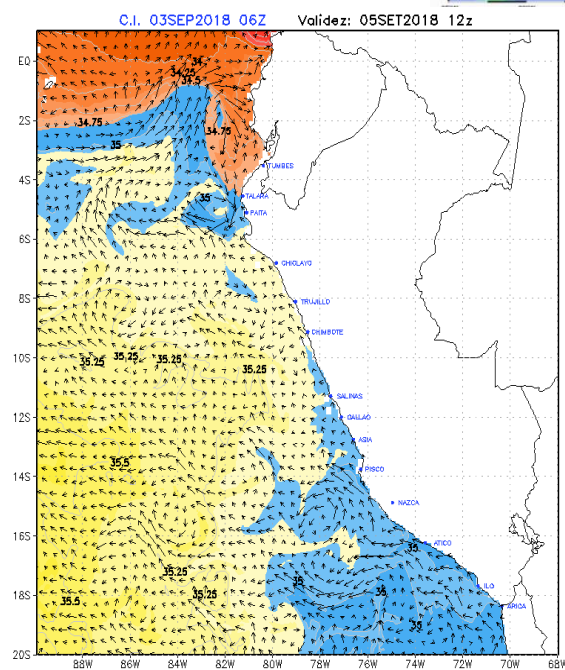 C.I. 03SEP2018 06Z Validez: 05SET2018 12z
EQ
34
34.25
34.5
34.75
2S
34.75
35
TUMBES
4S
TALARA
35
PAITA
6S
CHICLAYO
8S
TRUJILLO
CHIMBOTE
10S
35.25
35.25
35.25
35.25
SALINAS
12S
CALLAO
ASIA
35.5
PISCO
14S
NAZCA
16S
ATICO
35
35.25
35
ILO
35
35.25
35.5
18S
ARICA
35
20S
88W 86W 84W 82W 80W 78W 76W 74W 72W 70W 68W